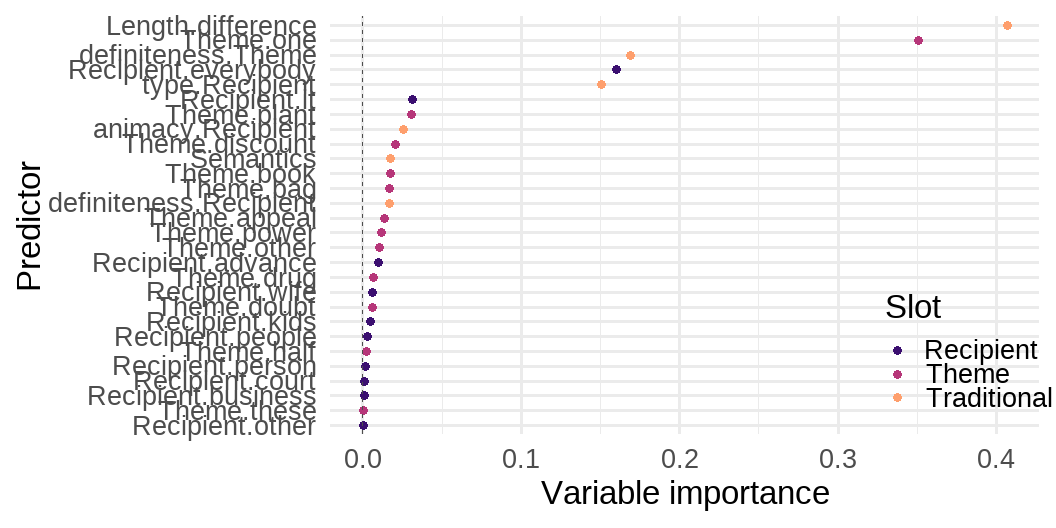 Length.difference
Theme.one
definiteness.Theme
Recipient.everybody
type.Recipient
Recipient.it
Theme.plant
animacy.Recipient
Theme.discount
Semantics
Theme.book
Theme.bag
definiteness.Recipient
Theme.appeal
Theme.power
Theme.other
Recipient.advance
Theme.drug
Recipient.wife
Theme.doubt
Recipient.kids
Recipient.people
Theme.half
Recipient.person
Recipient.court
Recipient.business
Theme.these
Recipient.other
Predictor
Slot
Recipient
Theme
Traditional
0.0 0.1 0.2 0.3 0.4
Variable importance